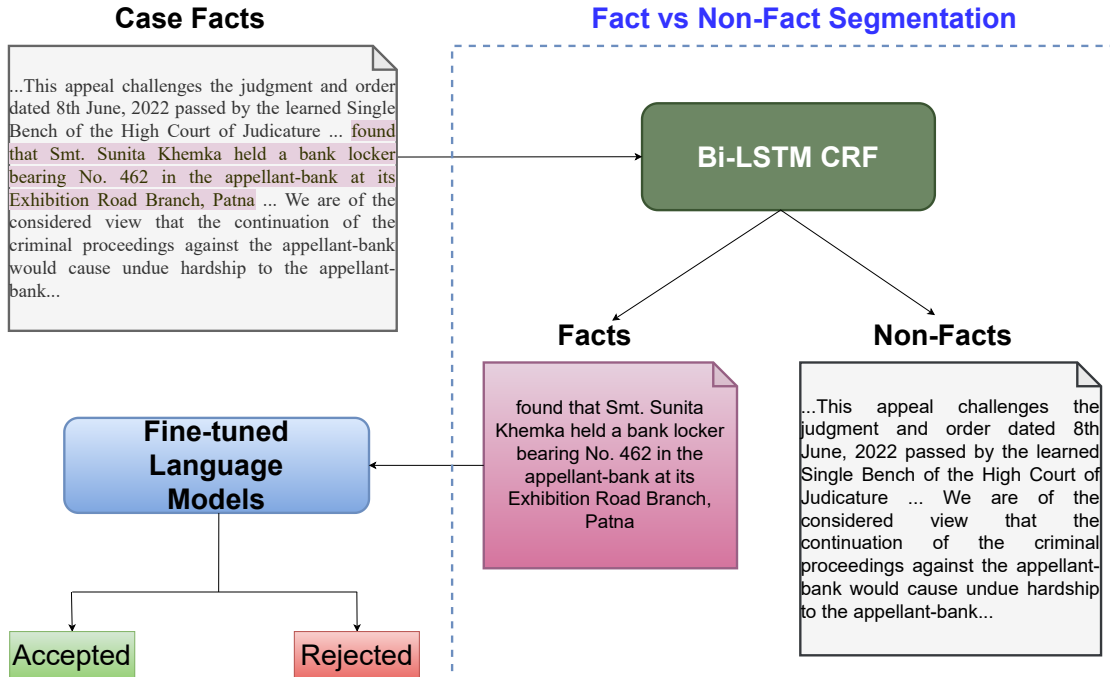 Case Facts
...This appeal challenges the judgment and order
dated 8th June, 2022 passed by the learned Single
Bench of the High Court of Judicature ... found
that Smt. Sunita Khemka held a bank locker
bearing No. 462 in the appellant-bank at its
Exhibition Road Branch, Patna ... We are of the
considered view that the continuation of the
criminal proceedings against the appellant-bank
would cause undue hardship to the appellant-
bank...
Fact vs Non-Fact Segmentation
Bi-LSTM CRF
Facts
found that Smt. Sunita
Khemka held a bank locker
bearing No. 462 in the
appellant-bank at its
Exhibition Road Branch,
Patna
Non-Facts
...This appeal challenges the
judgment and order dated 8th
June, 2022 passed by the learned
Single Bench of the High Court of
Judicature ... We are of the
considered view that the
continuation of the criminal
proceedings against the appellant-
bank would cause undue hardship
to the appellant-bank...
Fine-tuned
Language
Models
Accepted
Rejected